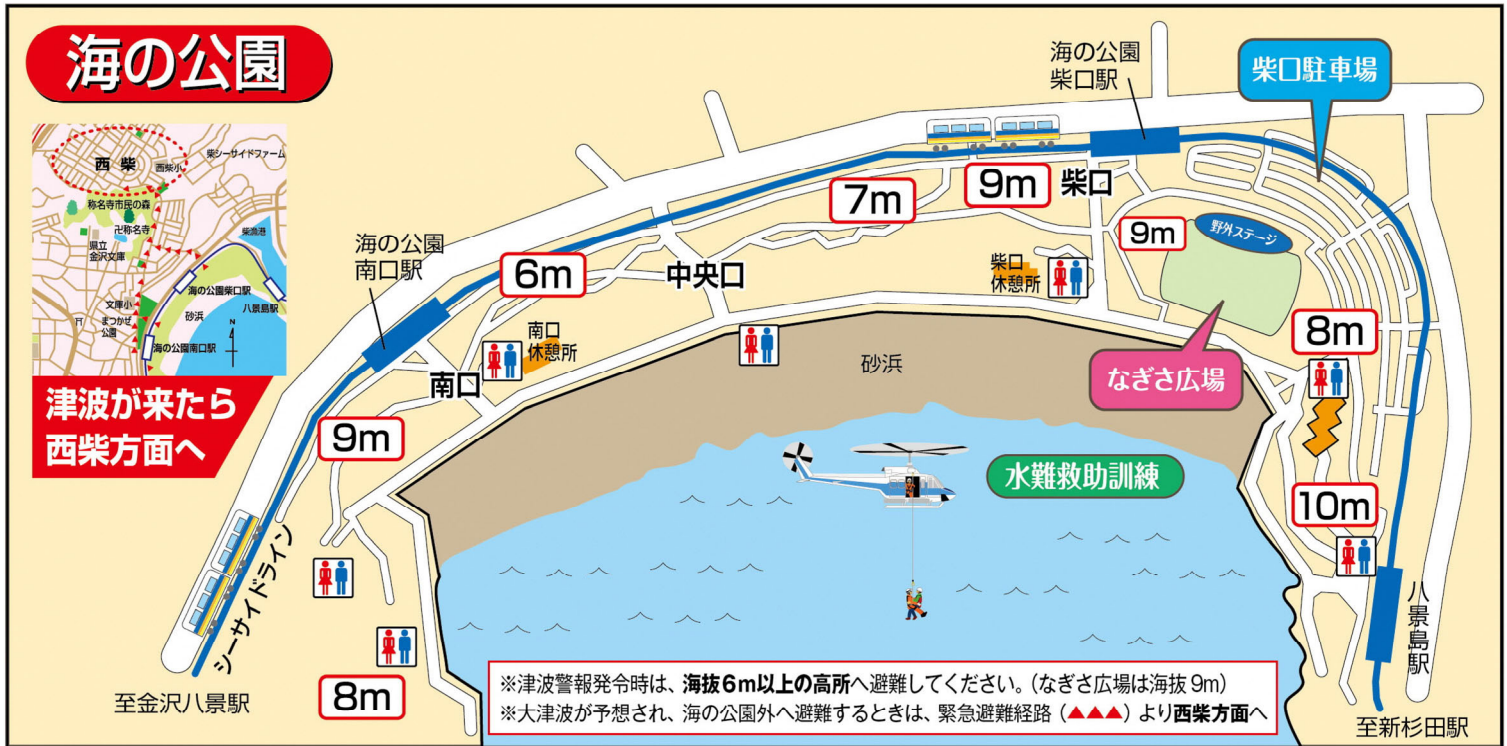 海の公園
西柴
西柴小
柴シーサイドファーム
称名寺市民の森
卍称名寺
県立
金沢文庫
柴漁港
海の公園柴口駅
八景島駅
文庫小
まつかぜ
公園
砂浜
N
海の公園南口駅
津波が来たら
西柴方面へ
海の公園
柴口駅
柴口駐車場
7m
9m
柴口
9m
野外ステージ
海の公園
南口駅
6m
中央口
柴口
休憩所
南口
休憩所
南口
砂浜
なぎさ広場
8m
9m
水難救助訓練
10m
シーサイドライン
八景島駅
8m
至金沢八景駅
※津波警報発令時は、海抜6m以上の高所へ避難してください。(なぎさ広場は海抜9m)
※大津波が予想され、海の公園外へ避難するときは、緊急避難経路(▲▲▲)より西柴方面へ
至新杉田駅